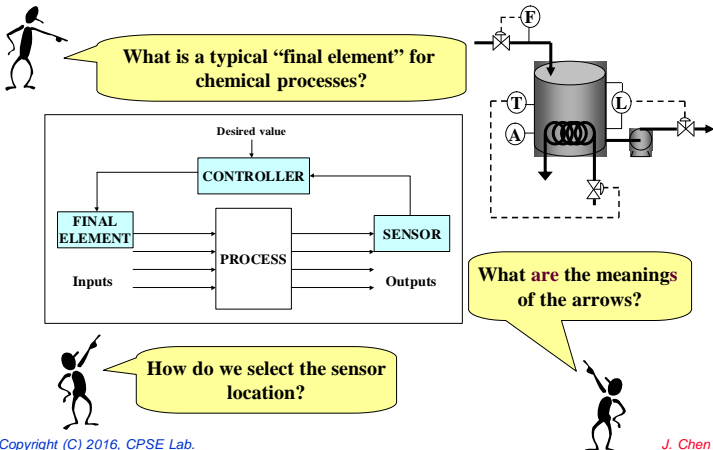 What is a typical “final element” for
chemical processes?
F
T
L
A
Desired value
CONTROLLER
FINAL
ELEMENT
SENSOR
PROCESS
Inputs
Outputs
What are the meanings
of the arrows?
How do we select the sensor
location?
Copyright (C) 2016, CPSE Lab.
J. Chen